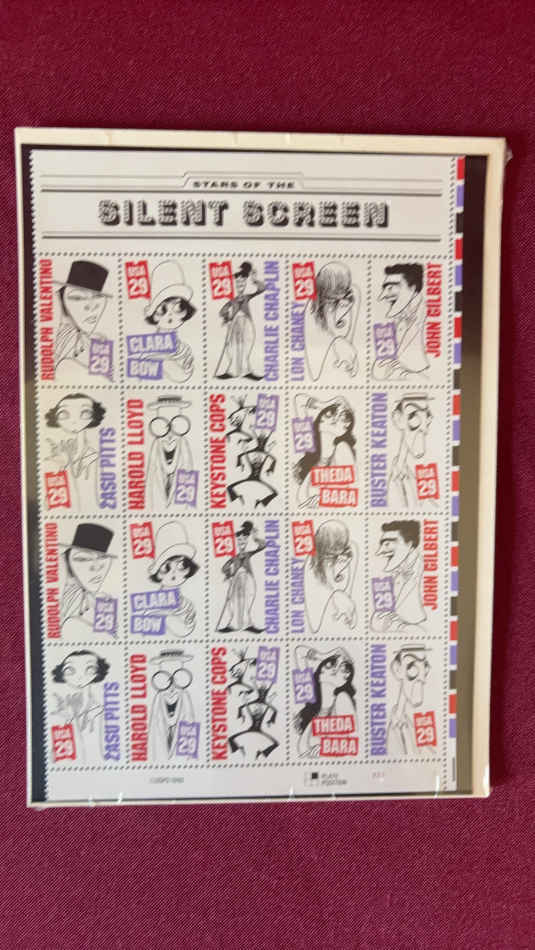 STARS OF THE
SILENT SCREEN
RUDOLPH VALENTINO
USA
29
USA
29
CLARA
BOW
USA
29
CHARLIE CHAPLIN
USA
29
LON CHANEY
USA
29
JOHN GILBERT
USA
29
ZASU PITTS
HAROLD LLOYD
USA
29
KEYSTONE COPS
USA
29
USA
29
THEDA
BARA
BUSTER KEATON
USA
29
RUDOLPH VALENTINO
USA
29
USA
29
CLARA
BOW
USA
29
CHARLIE CHAPLIN
USA
29
LON CHANEY
USA
29
JOHN GILBERT
USA
29
ZASU PITTS
HAROLD LLOYD
USA
29
KEYSTONE COPS
USA
29
USA
29
THEDA
BARA
BUSTER KEATON
USA
29
PLATE
POSITION